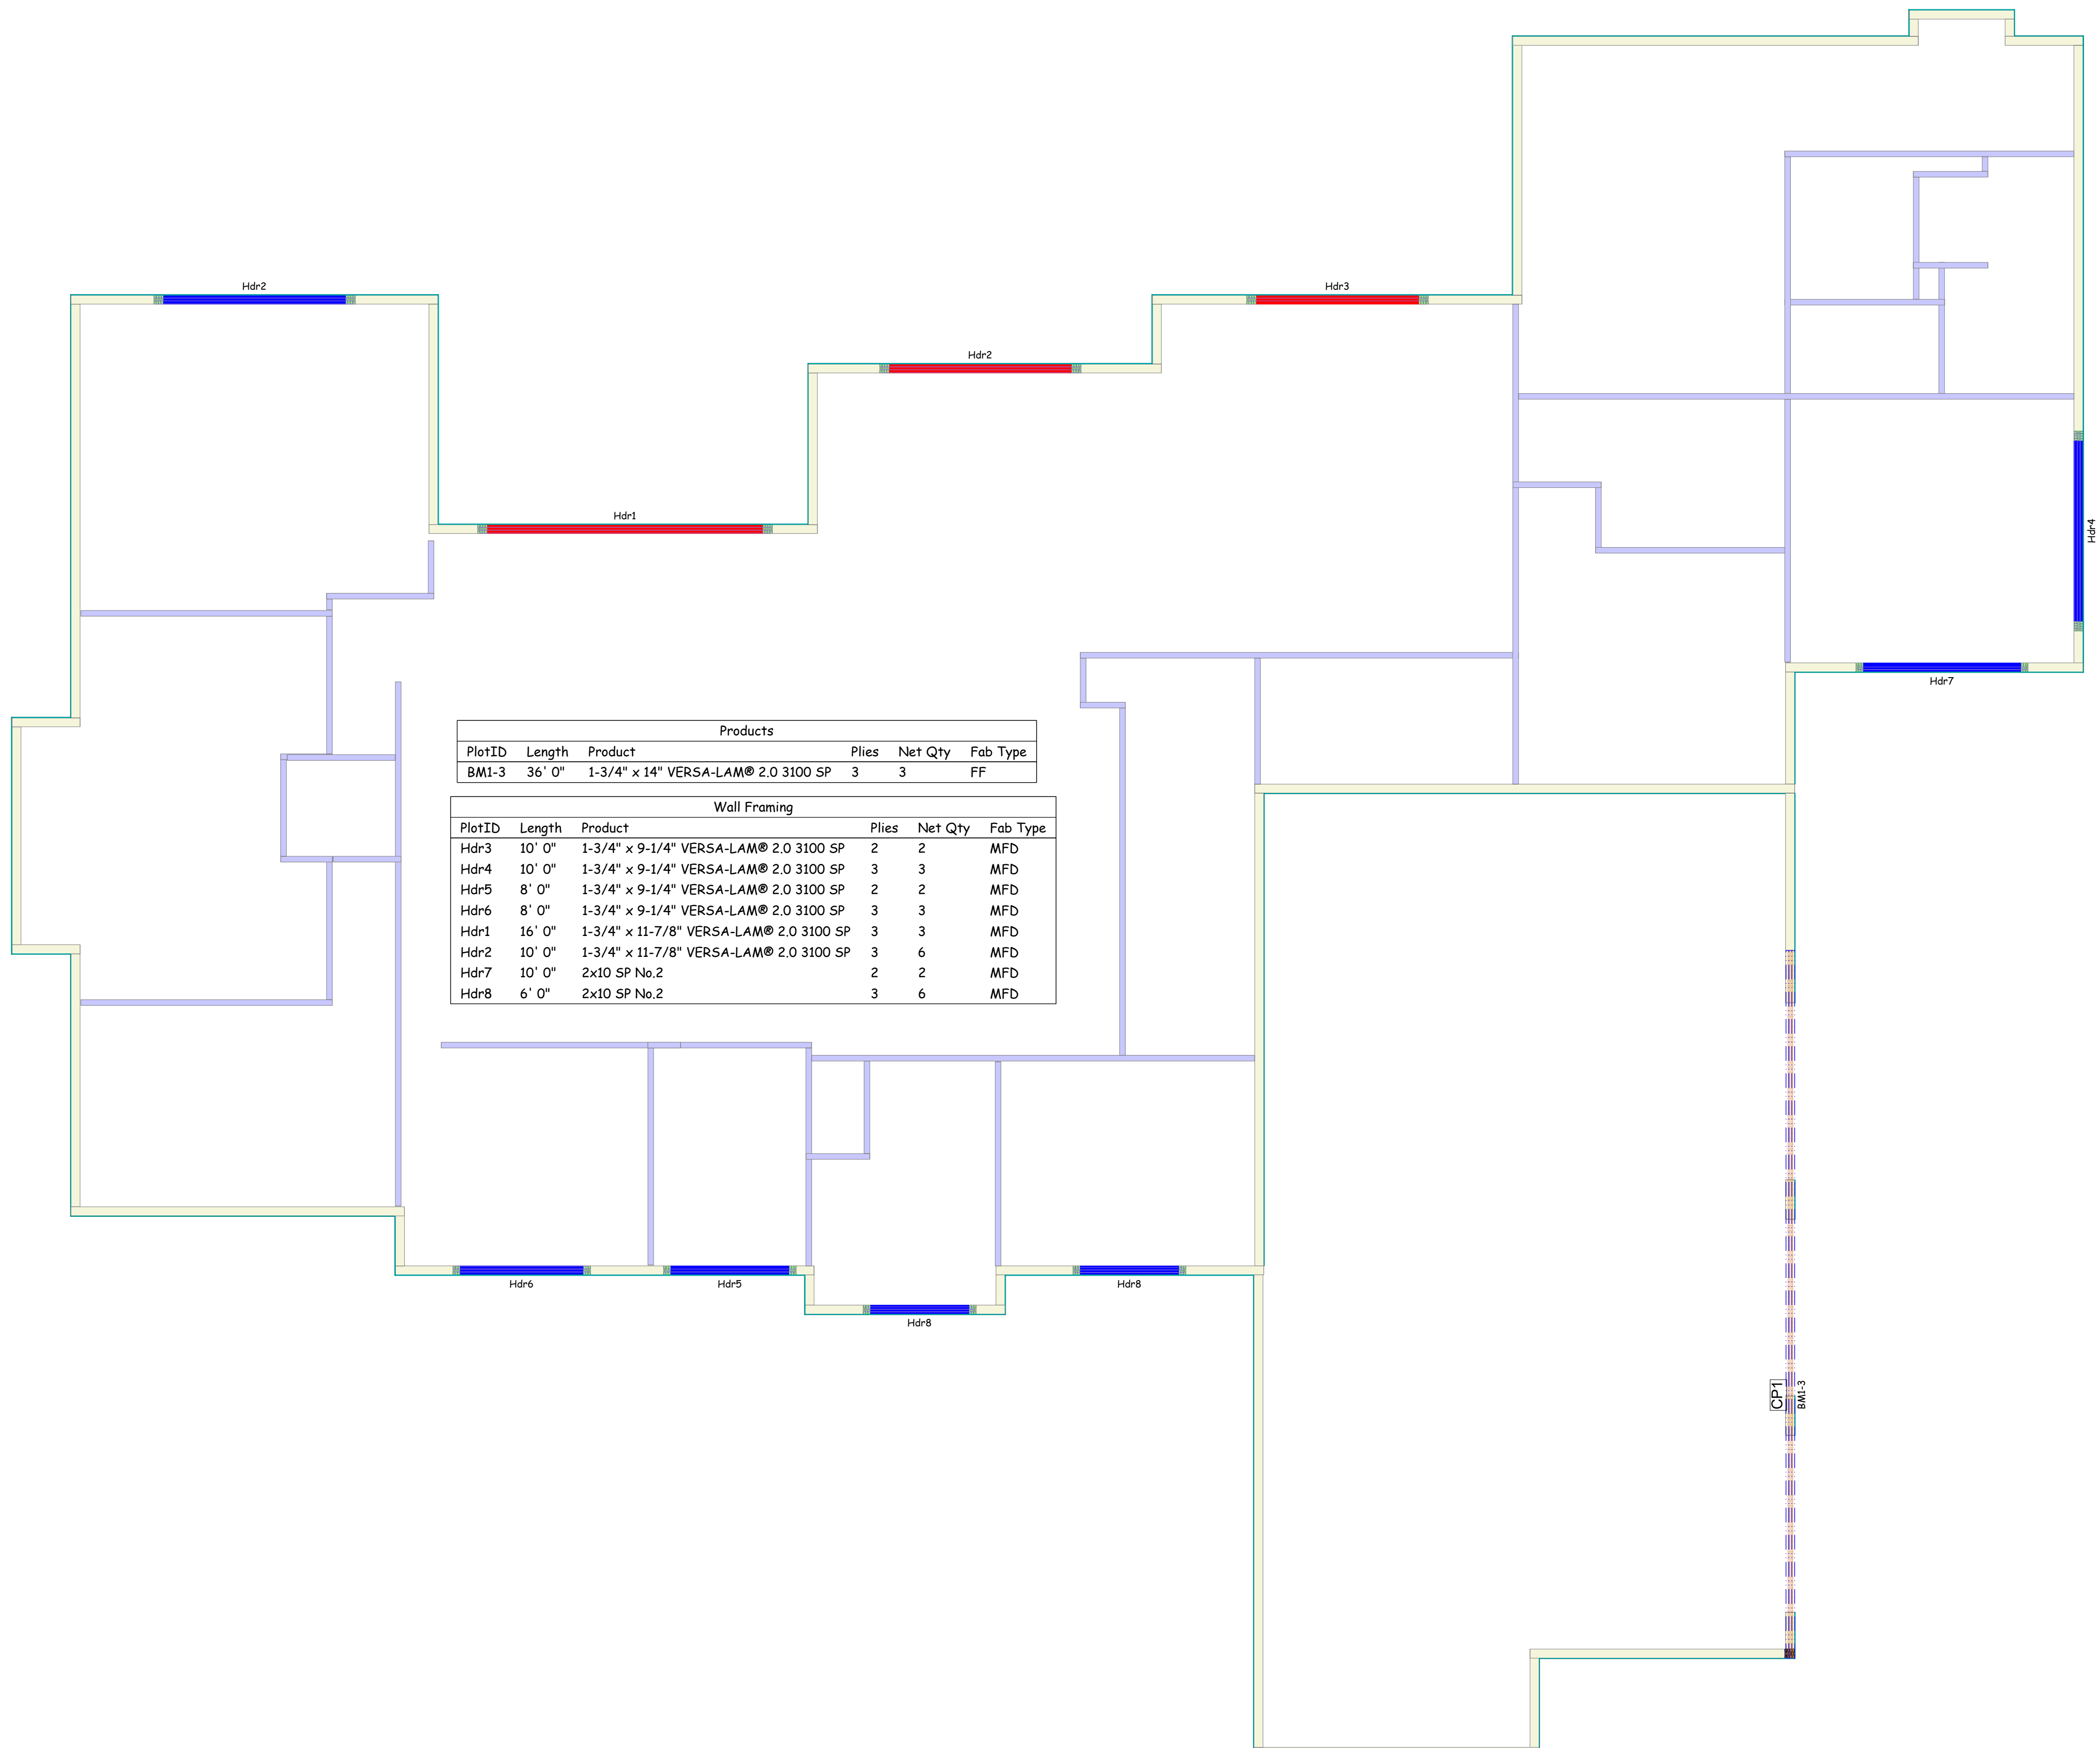 Hdr2
Hdr3
Hdr2
Hdr1
Hdr4
Hdr7
Products
PlotID Length Product Plies Net Qty Fab Type
BM1-3 36' 0" 1-3/4" x 14" VERSA-LAM® 2.0 3100 SP 3 3 FF
Wall Framing
PlotID Length Product Plies Net Qty Fab Type
Hdr3 10' 0" 1-3/4" x 9-1/4" VERSA-LAM® 2.0 3100 SP 2 2 MFD
Hdr4 10' 0" 1-3/4" x 9-1/4" VERSA-LAM® 2.0 3100 SP 3 3 MFD
Hdr5 8' 0" 1-3/4" x 9-1/4" VERSA-LAM® 2.0 3100 SP 2 2 MFD
Hdr6 8' 0" 1-3/4" x 9-1/4" VERSA-LAM® 2.0 3100 SP 3 3 MFD
Hdr1 16' 0" 1-3/4" x 11-7/8" VERSA-LAM® 2.0 3100 SP 3 3 MFD
Hdr2 10' 0" 1-3/4" x 11-7/8" VERSA-LAM® 2.0 3100 SP 3 6 MFD
Hdr7 10' 0" 2x10 SP No.2 2 2 MFD
Hdr8 6' 0" 2x10 SP No.2 3 6 MFD
Hdr6
Hdr5
Hdr8
Hdr8
CP1
BM1-3